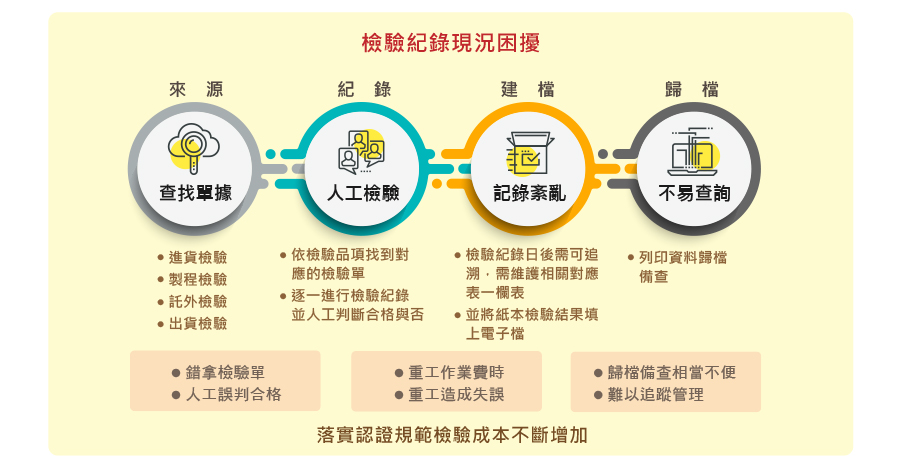 檢驗紀錄現況困擾
來 源
紀 錄
建 檔
歸 檔
查找單據
人工檢驗
記錄紊亂
不易查詢
• 進貨檢驗
• 製程檢驗
• 託外檢驗
• 出貨檢驗
• 依檢驗品項找到對
應的檢驗單
• 逐一進行檢驗紀錄
並人工判斷合格與否
• 檢驗紀錄日後需可追
溯，需維護相關對應
表一欄表
• 並將紙本檢驗結果填
上電子檔
• 列印資料歸檔
備查
• 錯拿檢驗單
• 人工誤判合格
• 重工作業費時
• 重工造成失誤
• 歸檔備查相當不便
• 難以追蹤管理
落實認證規範檢驗成本不斷增加